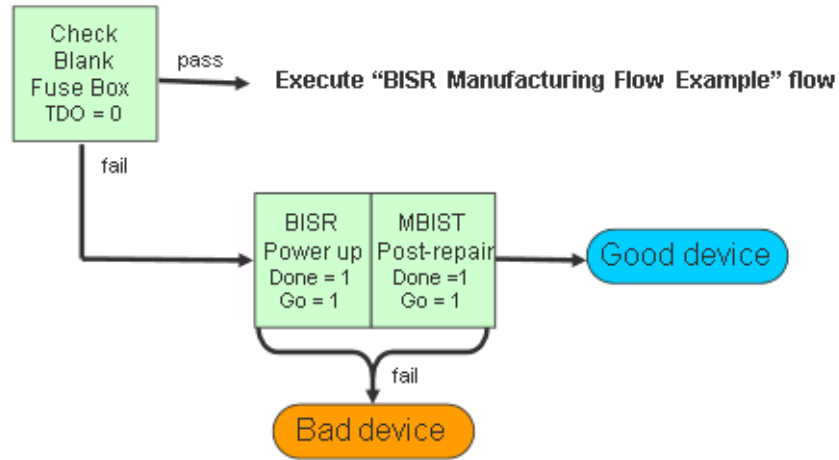 Check
Blank
Fuse Box
TDO = 0
pass
Execute “BISR Manufacturing Flow Example” flow
fail
BISR
Power up
Done = 1
Go = 1
MBIST
Post-repair
Done =1
Go = 1
Good device
fail
Bad device